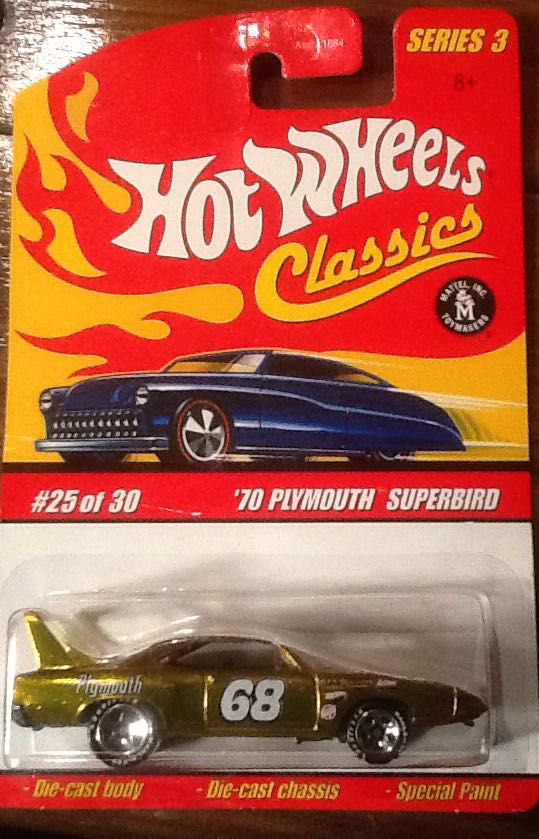 SERIES 3
8+
HOT WHEELS
Classics
MATTEL, INC.
M
TOYMAKERS
#25 of 30
'70 PLYMOUTH SUPERBIRD
Plymouth
68
- Die-cast body - Die-cast chassis - Special Paint